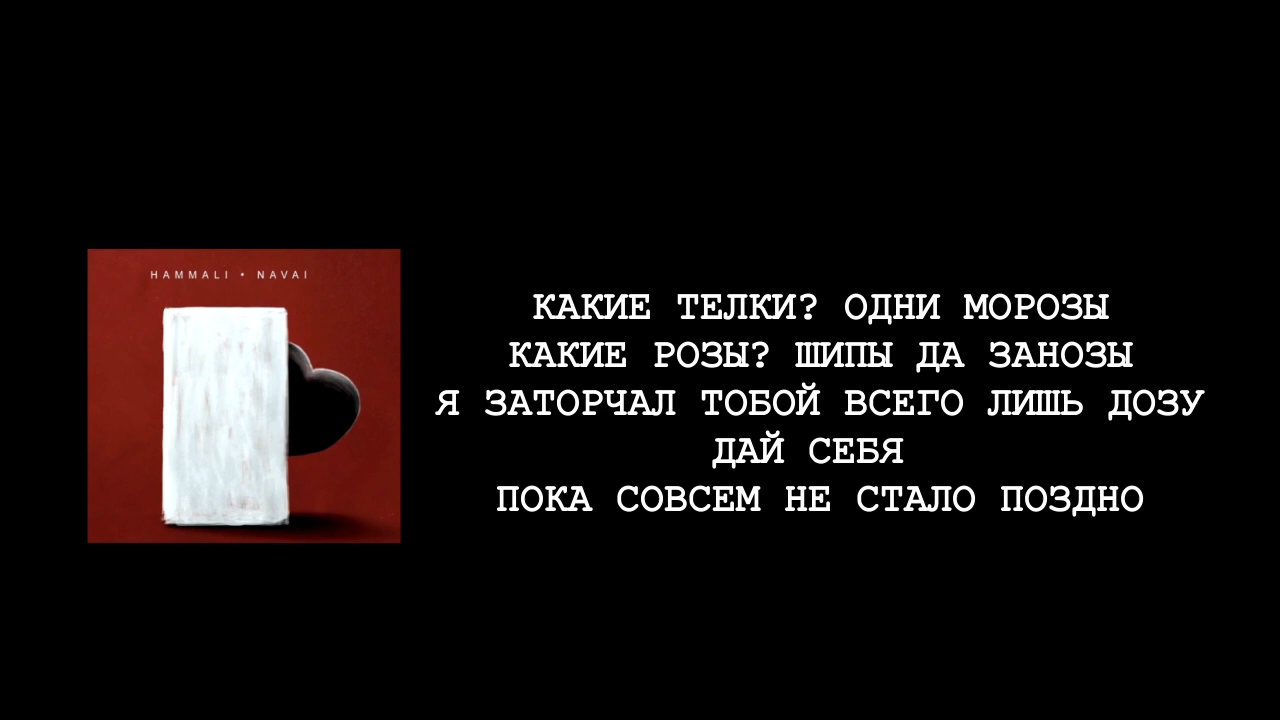 HAMMALI • NAVAI
КАКИЕ ТЕЛКИ? ОДНИ МОРОЗЫ
КАКИЕ РОЗЫ? ШИПЫ ДА ЗАНОЗЫ
Я ЗАТОРЧАЛ ТОБОЙ ВСЕГО ЛИШЬ ДОЗУ
ДАЙ СЕБЯ
ПОКА СОВСЕМ НЕ СТАЛО ПОЗДНО